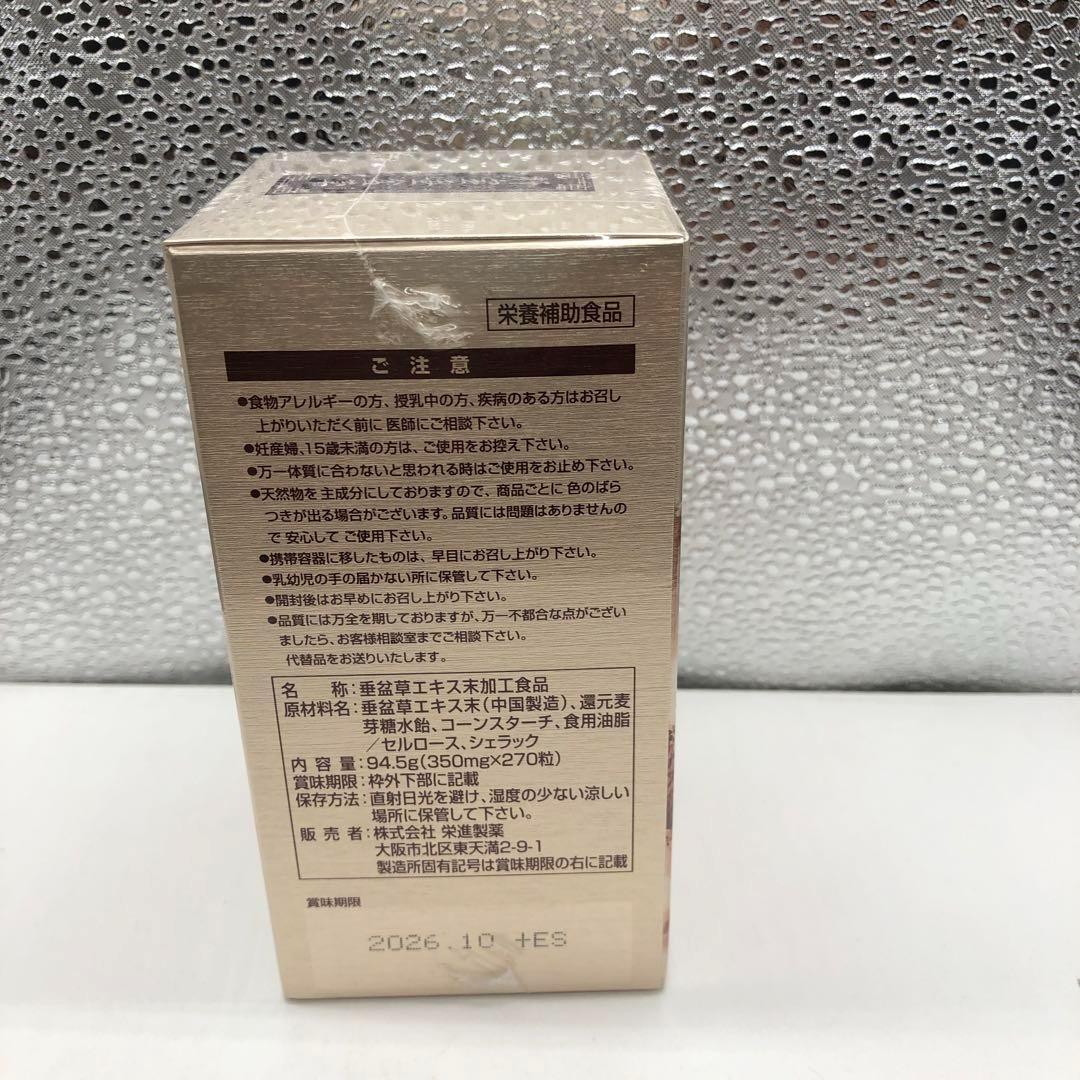 栄養補助食品
ご注意
●食物アレルギーの方、授乳中の方、疾病のある方はお召し
上がりいただく前に 医師にご相談下さい。
●妊産婦、15歳未満の方は、ご使用をお控え下さい。
●万一体質に合わないと思われる時はご使用をお止め下さい。
●天然物を 主成分にしておりますので、商品ごとに 色のばら
つきが出る場合がございます。品質には問題はありませんの
で 安心して ご使用下さい。
●携帯容器に移したものは、早目にお召し上がり下さい。
●乳幼児の手の届かない所に保管して下さい。
●開封後はお早めにお召し上がり下さい。
●品質には万全を期しておりますが、万一不都合な点がござい
ましたら、お客様相談室までご相談下さい。
代替品をお送りいたします。
名 称:垂盆草エキス末加工食品
原材料名:垂盆草エキス末(中国製造)、還元麦
芽糖水飴、コーンスターチ、食用油脂
/セルロース、シェラック
内容量:94.5g(350mg×270粒)
賞味期限:枠外下部に記載
保存方法:直射日光を避け、湿度の少ない涼しい
場所に保管して下さい。
販売者:株式会社 栄進製薬
大阪市北区東天満2-9-1
製造所固有記号は賞味期限の右に記載
賞味期限
2026.10 +ES